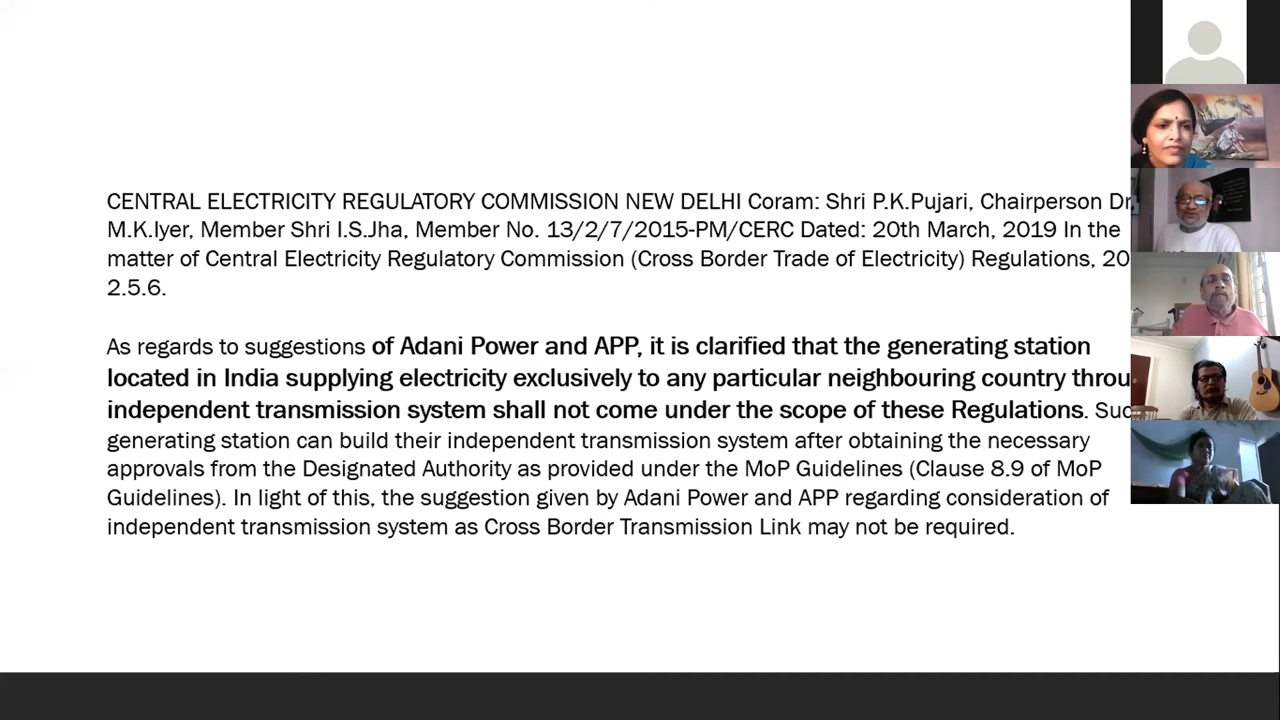 CENTRAL ELECTRICITY REGULATORY COMMISSION NEW DELHI Coram: Shri P.K.Pujari, Chairperson Dr
M.K.Iyer, Member Shri I.S.Jha, Member No. 13/2/7/2015-PM/CERC Dated: 20th March, 2019 In the
matter of Central Electricity Regulatory Commission (Cross Border Trade of Electricity) Regulations, 20
2.5.6.
As regards to suggestions of Adani Power and APP, it is clarified that the generating station
located in India supplying electricity exclusively to any particular neighbouring country throu
independent transmission system shall not come under the scope of these Regulations. Suc
generating station can build their independent transmission system after obtaining the necessary
approvals from the Designated Authority as provided under the MoP Guidelines (Clause 8.9 of MoP
Guidelines). In light of this, the suggestion given by Adani Power and APP regarding consideration of
independent transmission system as Cross Border Transmission Link may not be required.